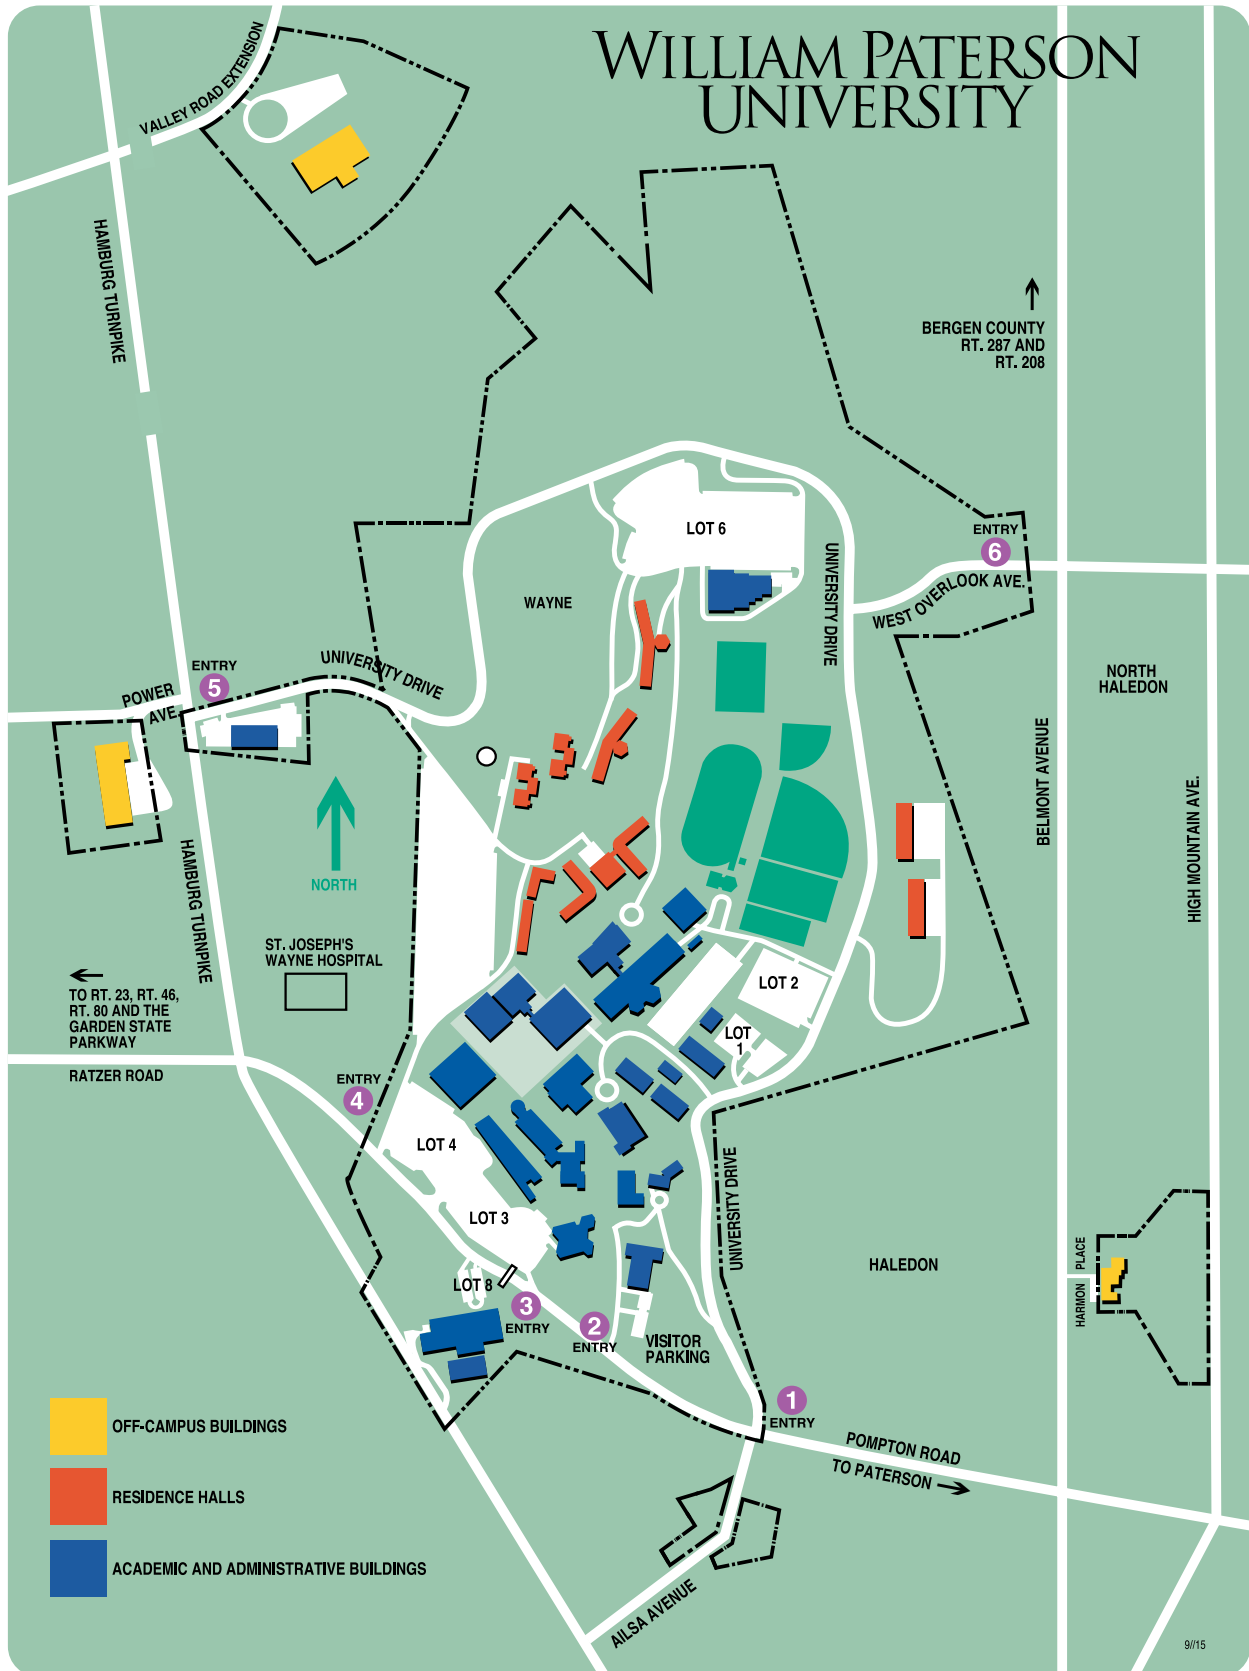 WILLIAM PATERSON
UNIVERSITY
VALLEY ROAD EXTENSION
HAMBURG TURNPIKE
BERGEN COUNTY
RT. 287 AND
RT. 208
LOT 6
ENTRY
6
WEST OVERLOOK AVE.
UNIVERSITY DRIVE
WAYNE
ENTRY
5
UNIVERSITY DRIVE
POWER
AVE.
NORTH
HALEDON
BELMONT AVENUE
HIGH MOUNTAIN AVE.
HAMBURG TURNPIKE
NORTH
ST. JOSEPH'S
WAYNE HOSPITAL
TO RT. 23, RT. 46,
RT. 80 AND THE
GARDEN STATE
PARKWAY
RATZER ROAD
LOT 2
LOT
1
ENTRY
4
LOT 4
LOT 3
UNIVERSITY DRIVE
HALEDON
HARMON PLACE
LOT 8
3
ENTRY
2
ENTRY
VISITOR
PARKING
1
ENTRY
POMPTON ROAD
TO PATERSON
OFF-CAMPUS BUILDINGS
RESIDENCE HALLS
ACADEMIC AND ADMINISTRATIVE BUILDINGS
AILSA AVENUE
9//15